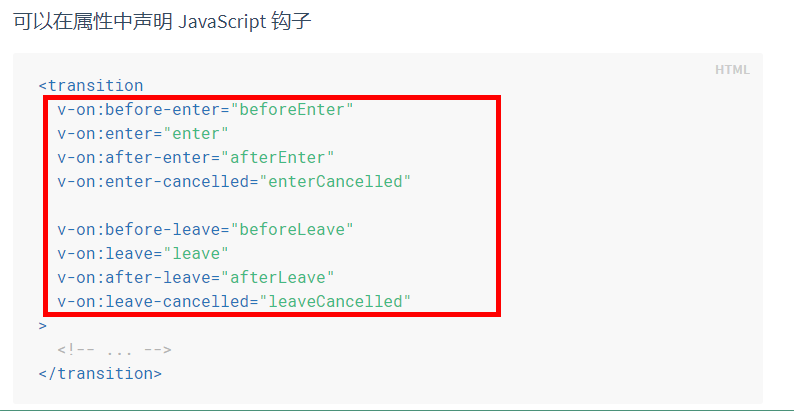 可以在属性中声明 JavaScript 钩子
HTML
<transition
v-on:before-enter="beforeEnter"
v-on:enter="enter"
v-on:after-enter="afterEnter"
v-on:enter-cancelled="enterCancelled"
v-on:before-leave="beforeLeave"
v-on:leave="leave"
v-on:after-leave="afterLeave"
v-on:leave-cancelled="leaveCancelled"
>
<!-- ... -->
</transition>